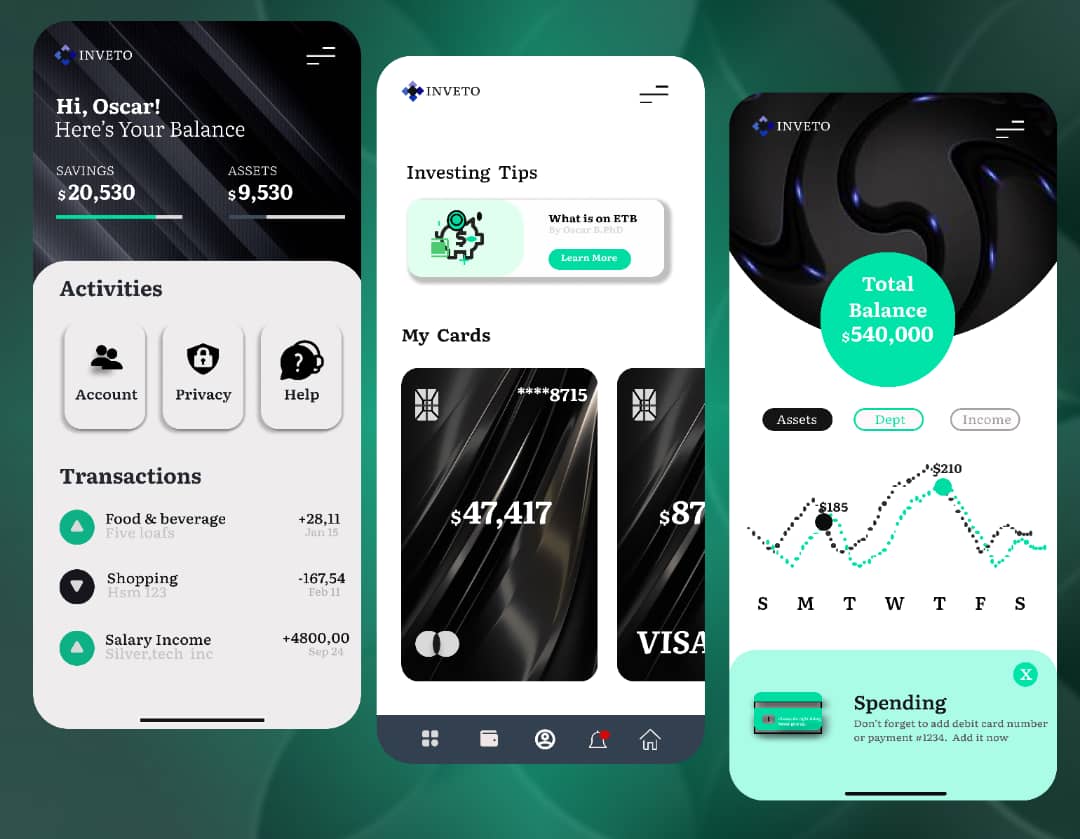 INVETO
Hi, Oscar!
Here's Your Balance
SAVINGS
$20,530
ASSETS
$9,530
Activities
Account
Privacy
Help
Transactions
Food & beverage
+28,11
Five loafs
Jan 15
Shopping
-167,54
Hsm 123
Feb 11
Salary Income
+4800,00
Silver,tech inc
Sep 24
INVETO
Investing Tips
What is on ETB
By Oscar B.PhD
Learn More
My Cards
****8715
$47,417
$87
VISA
INVETO
Total
Balance
$540,000
Assets
Dept
Income
$210
$185
S M T W T F S
X
Spending
Don't forget to add debit card number
or payment #1234. Add it now